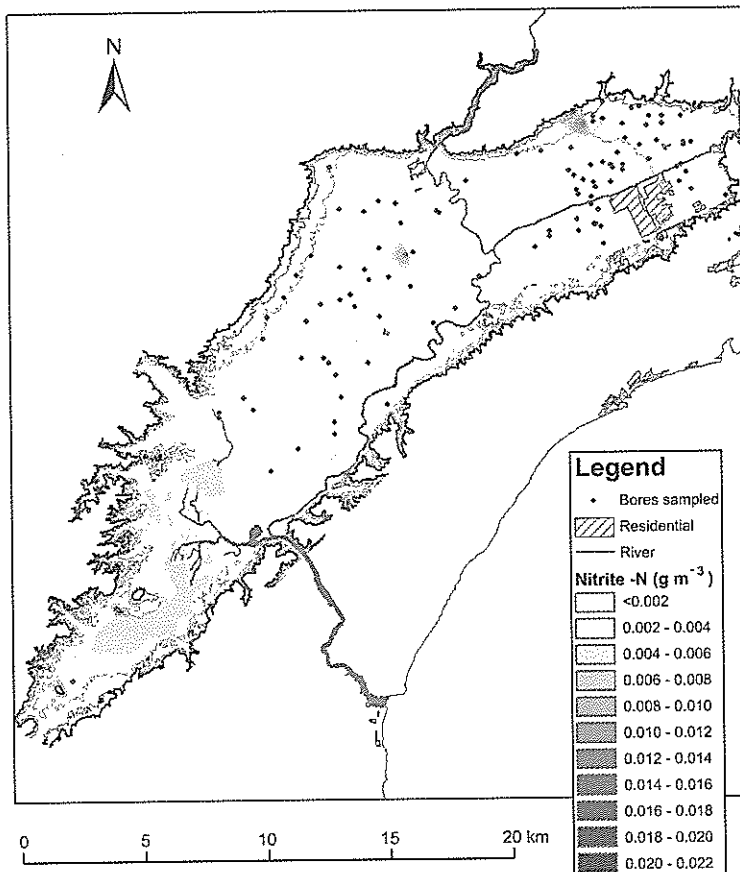 N
Legend
Bores sampled
Residential
River
Nitrite -N (g m⁻³)
<0.002
0.002 - 0.004
0.004 - 0.006
0.006 - 0.008
0.008 - 0.010
0.010 - 0.012
0.012 - 0.014
0.014 - 0.016
0.016 - 0.018
0.018 - 0.020
0.020 - 0.022
0 5 10 15 20 km